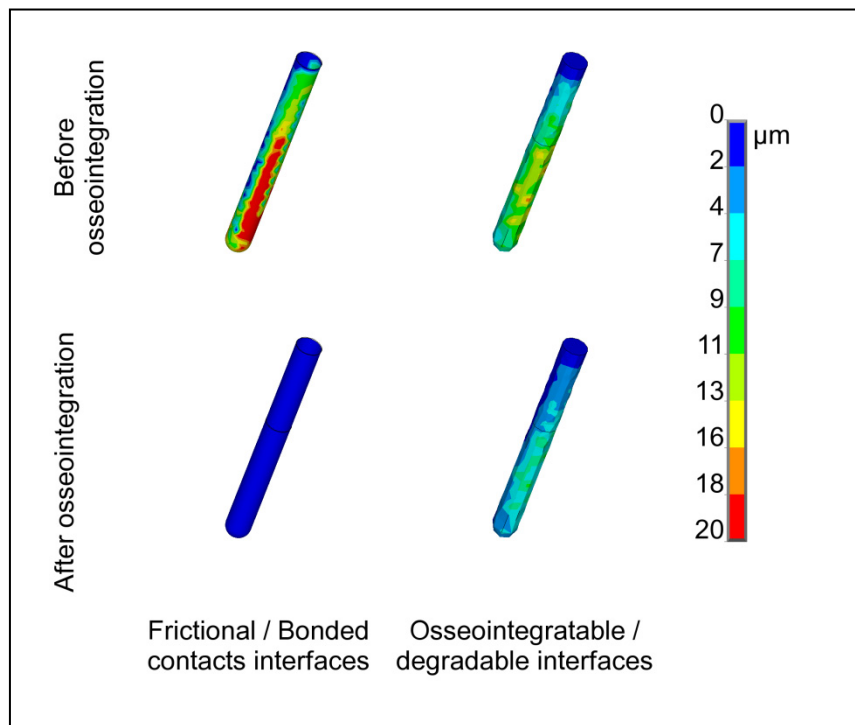 Before
osseointegration
After osseointegration
0
µm
2
4
7
9
11
13
16
18
20
Frictional / Bonded
contacts interfaces
Osseointegratable /
degradable interfaces